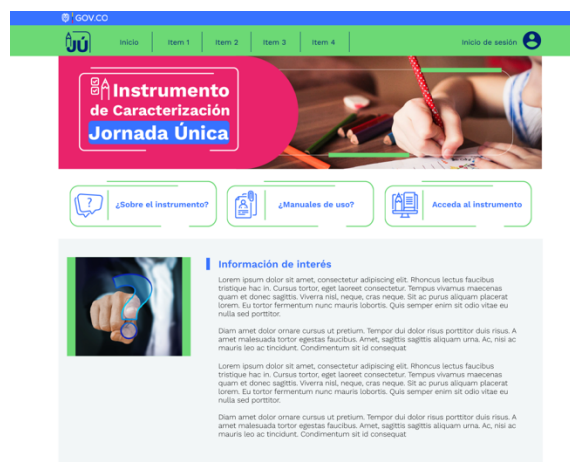 GOV.CO
JÚ
Inicio
Item 1
Item 2
Item 3
Item 4
Inicio de sesión
Instrumento
de Caracterización
Jornada Única
¿Sobre el instrumento?
¿Manuales de uso?
Acceda al instrumento
Información de interés
Lorem ipsum dolor sit amet, consectetur adipiscing elit. Rhoncus lectus faucibus
tristique hac in. Cursus tortor, eget laoreet consectetur. Tempus vivamus maecenas
quam et donec sagittis. Viverra nisl, neque, cras neque. Sit ac purus aliquam placerat
lorem. Eu tortor fermentum nunc mauris lobortis. Quis semper enim sit odio vitae eu
nulla sed porttitor.
Diam amet dolor ornare cursus ut pretium. Tempor dui dolor risus porttitor duis risus. A
amet malesuada tortor egestas faucibus. Amet, sagittis sagittis aliquam urna. Ac, nisi ac
mauris leo ac tincidunt. Condimentum sit id consequat
Lorem ipsum dolor sit amet, consectetur adipiscing elit. Rhoncus lectus faucibus
tristique hac in. Cursus tortor, eget laoreet consectetur. Tempus vivamus maecenas
quam et donec sagittis. Viverra nisl, neque, cras neque. Sit ac purus aliquam placerat
lorem. Eu tortor fermentum nunc mauris lobortis. Quis semper enim sit odio vitae eu
nulla sed porttitor.
Diam amet dolor ornare cursus ut pretium. Tempor dui dolor risus porttitor duis risus. A
amet malesuada tortor egestas faucibus. Amet, sagittis sagittis aliquam urna. Ac, nisi ac
mauris leo ac tincidunt. Condimentum sit id consequat